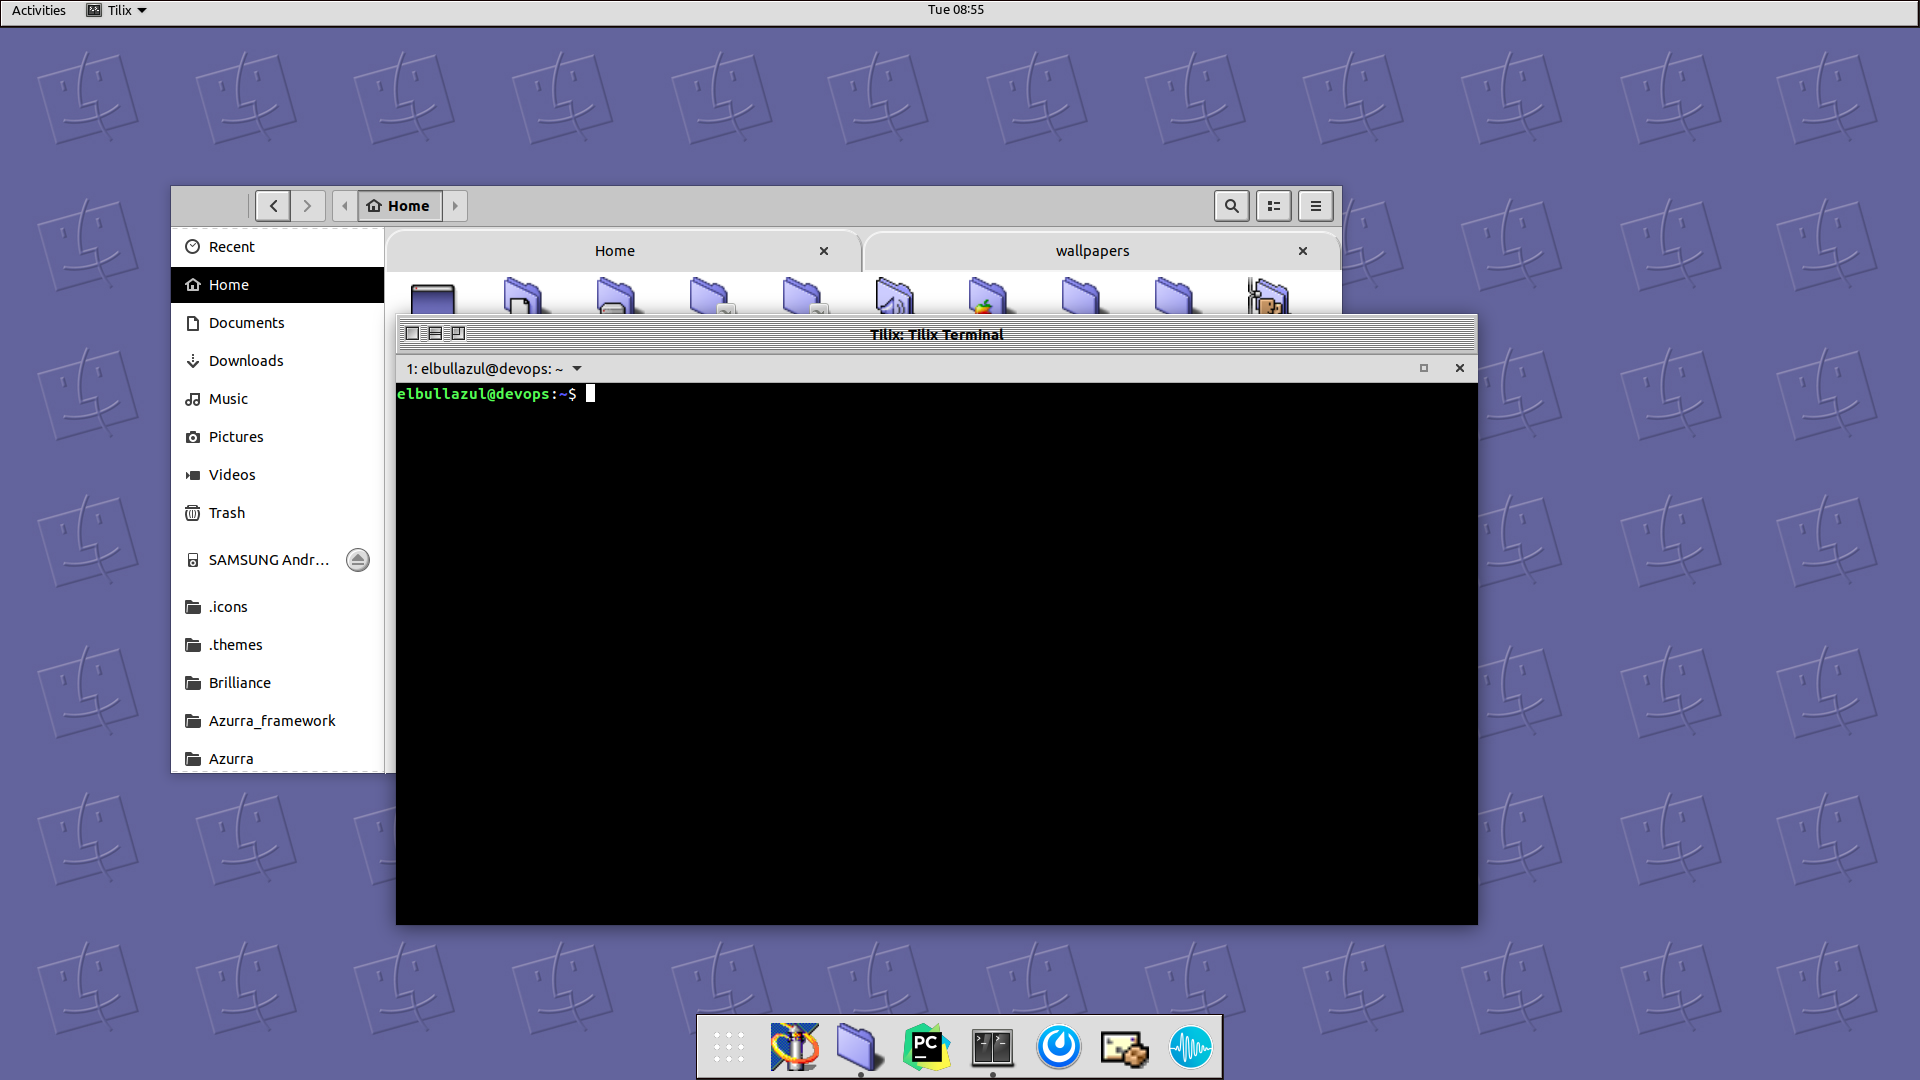 Activities
Tilix
Tue 08:55
Home
Recent
Home
Documents
Downloads
Music
Pictures
Videos
Trash
SAMSUNG Andr...
.icons
.themes
Brilliance
Azurra_framework
Azurra
Home
wallpapers
Tilix: Tilix Terminal
1: elbullazul@devops: ~
elbullazul@devops:~$
PC